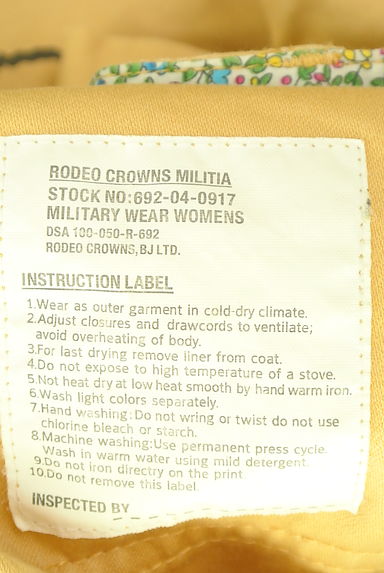 RODEO CROWNS MILITIA
STOCK NO:692-04-0917
MILITARY WEAR WOMENS
DSA 100-050-R-692
RODEO CROWNS,BJ LTD.
INSTRUCTION LABEL
1.Wear as outer garment in cold-dry climate.
2.Adjust closures and drawcords to ventilate;
avoid overheating of body.
3.For last drying remove liner from coat.
4.Do not expose to high temperature of a stove.
5.Not heat dry at low heat smooth by hand warm iron.
6.Wash light colors separately.
7.Hand washing:Do not wring or twist do not use
chlorine bleach or starch.
8.Machine washing:Use permanent press cycle.
Wash in warm water using mild detergent.
9.Do not iron directry on the print
10.Do not remove this label.
INSPECTED BY